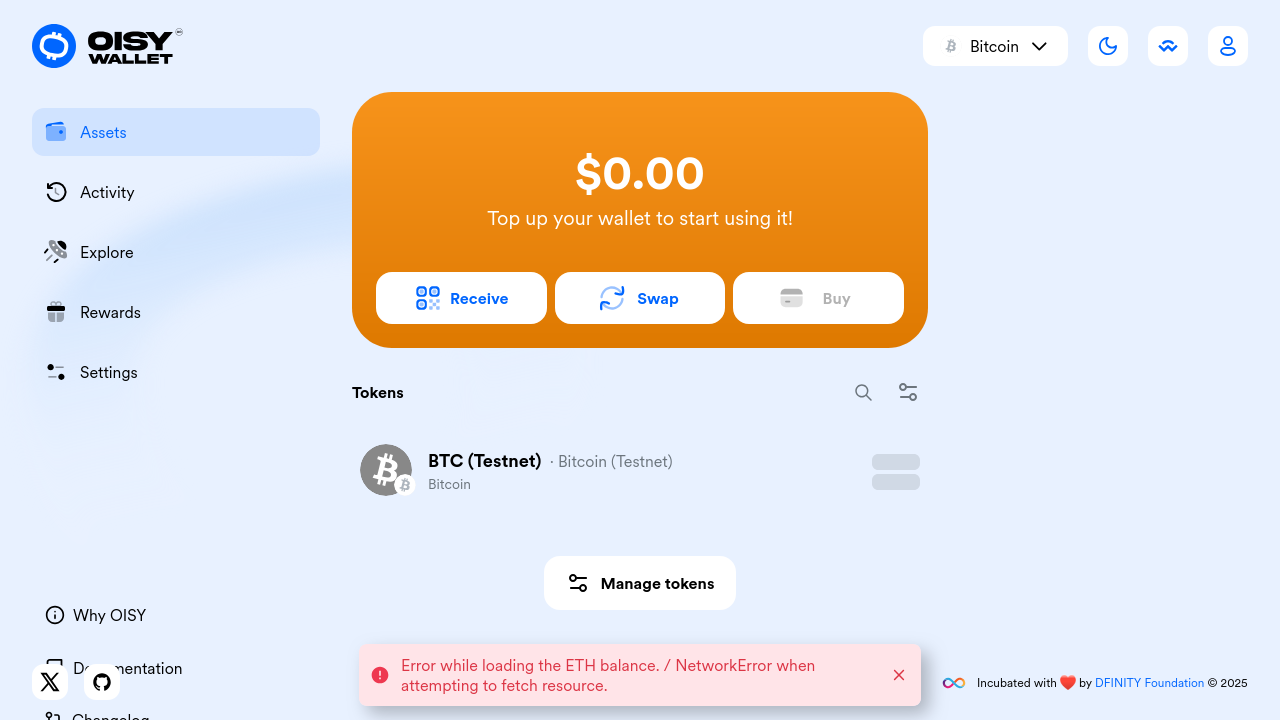 OISY
WALLET
Bitcoin
Assets
Activity
Explore
Rewards
Settings
$0.00
Top up your wallet to start using it!
Receive
Swap
Buy
Tokens
BTC (Testnet) · Bitcoin (Testnet)
Bitcoin
Manage tokens
Why OISY
Changelog
Error while loading the ETH balance. / NetworkError when
attempting to fetch resource.
Incubated with ❤️ by DFINITY Foundation © 2025